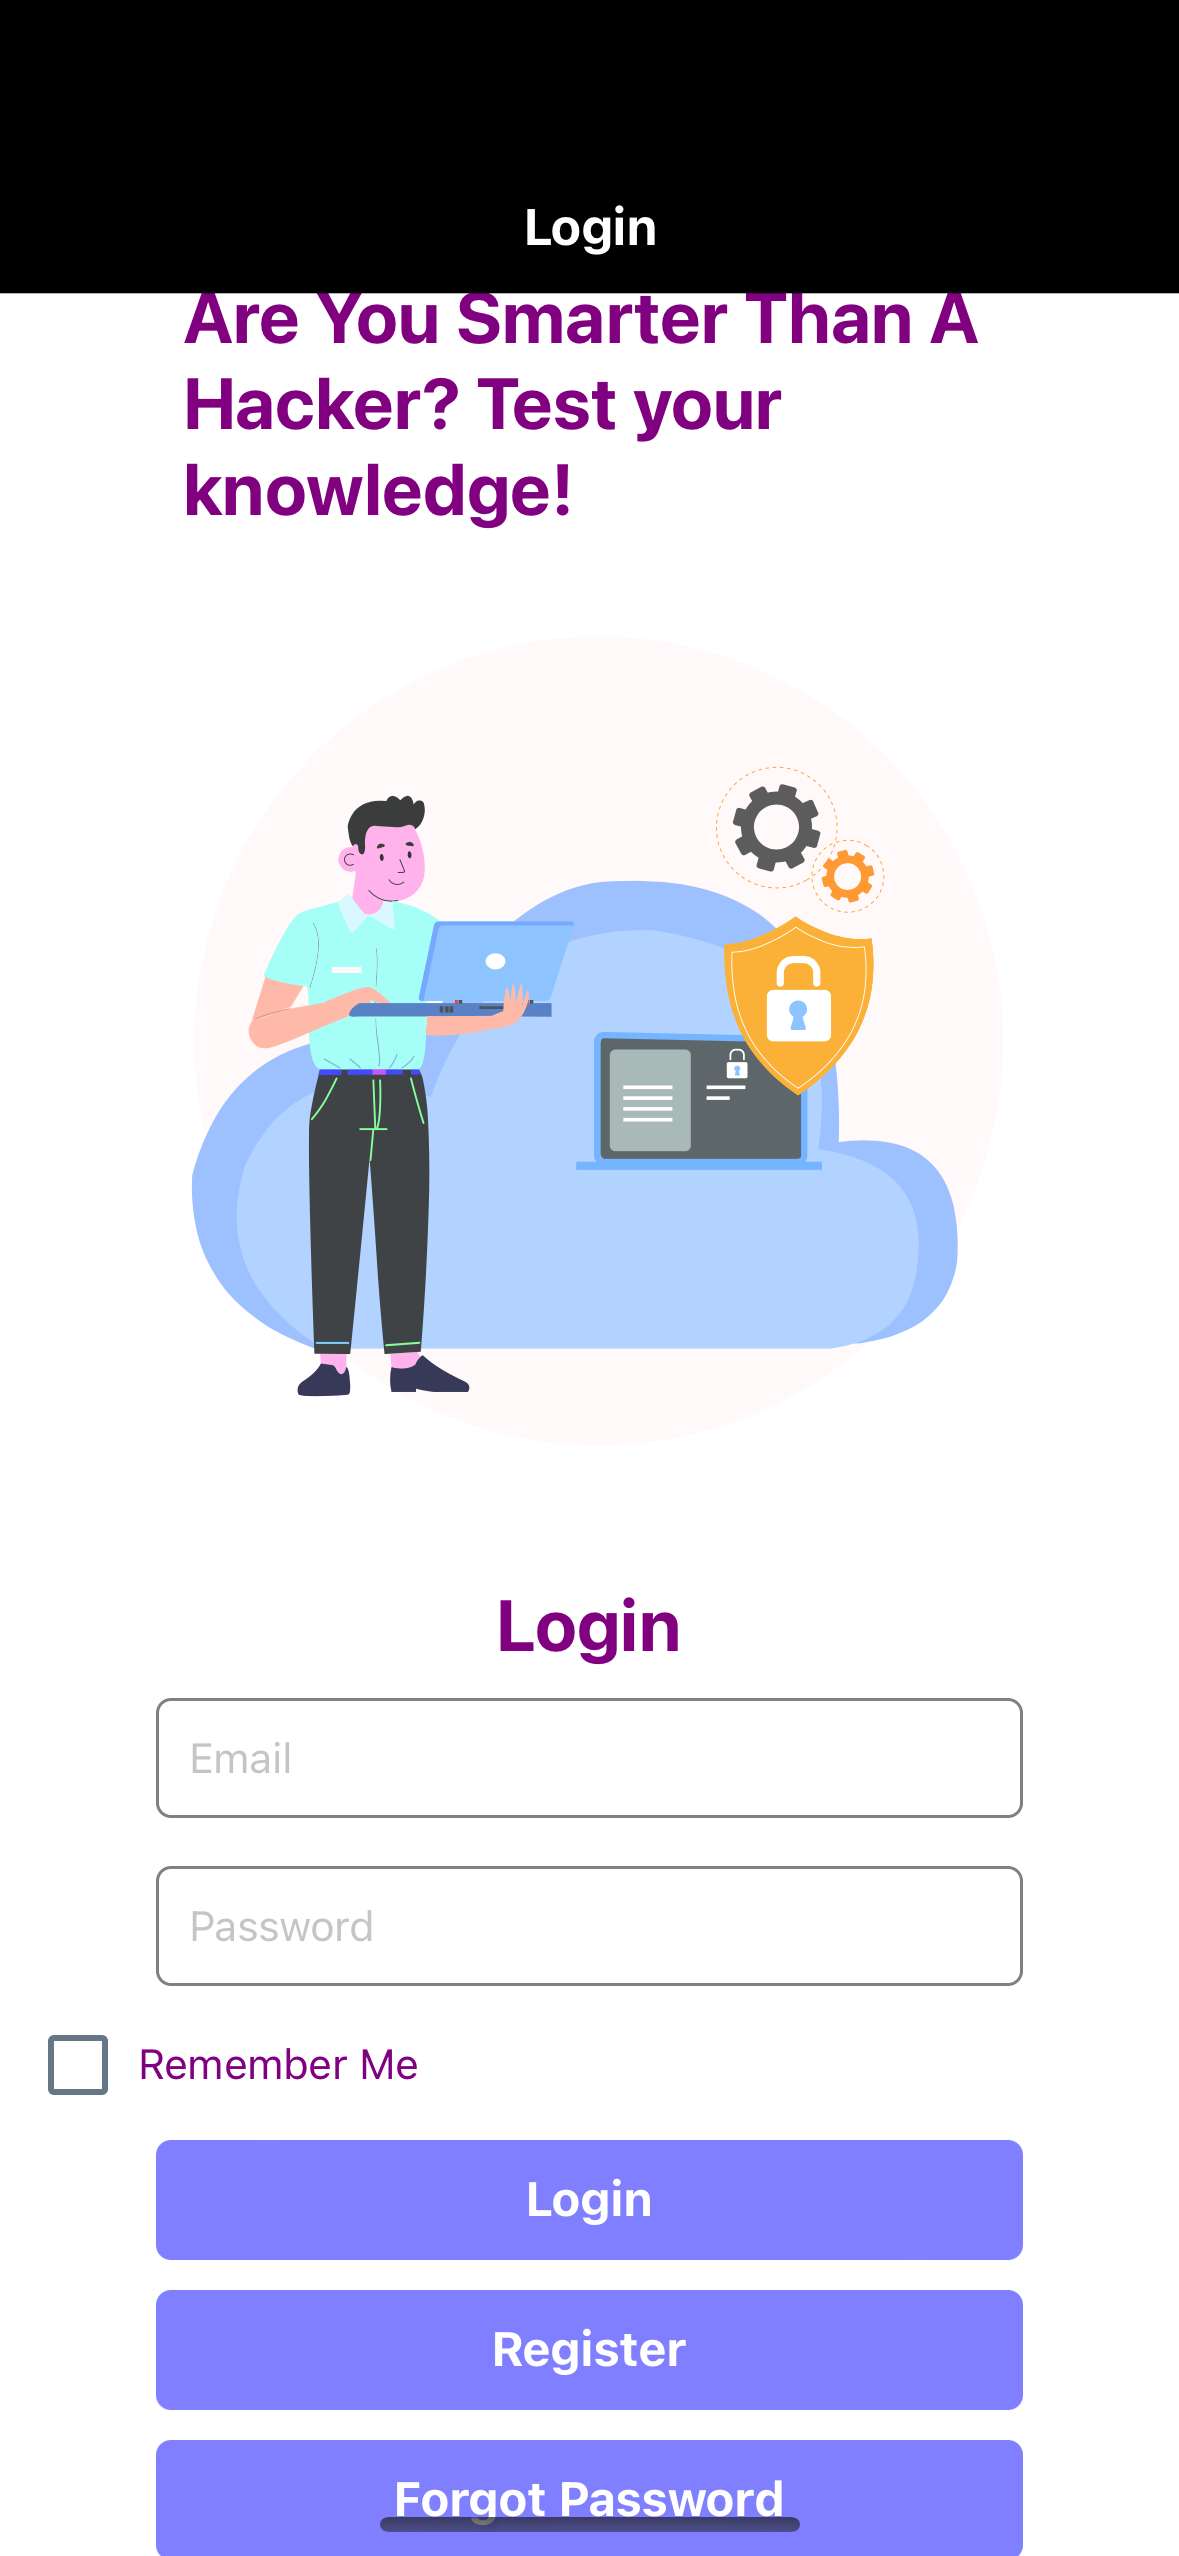 Login
Are You Smarter Than A
Hacker? Test your
knowledge!
Login
Email
Password
Remember Me
Login
Register
Forgot Password